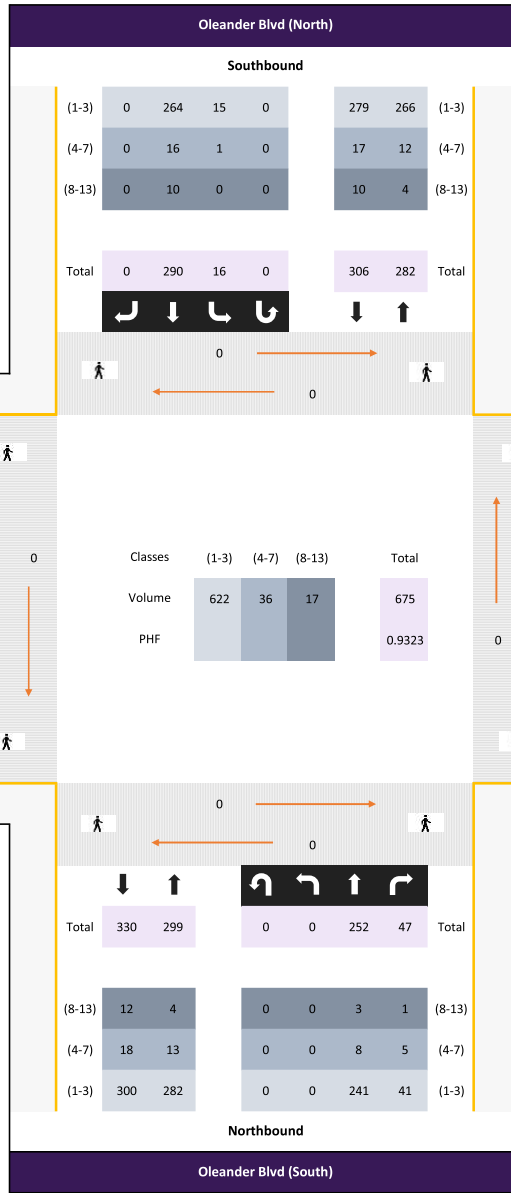 Oleander Blvd (North)
Southbound
(1-3) 0 264 15 0 279 266 (1-3)
(4-7) 0 16 1 0 17 12 (4-7)
(8-13) 0 10 0 0 10 4 (8-13)
Total 0 290 16 0 306 282 Total
0
0
0
Classes (1-3) (4-7) (8-13) Total
Volume 622 36 17 675
PHF 0.9323
0
0
0
Total 330 299 0 0 252 47 Total
(8-13) 12 4 0 0 3 1 (8-13)
(4-7) 18 13 0 0 8 5 (4-7)
(1-3) 300 282 0 0 241 41 (1-3)
Northbound
Oleander Blvd (South)